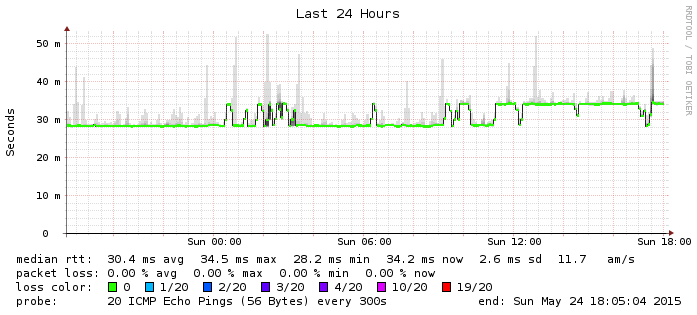 Last 24 Hours
RRDTOOL / TOBI OETIKER
Seconds
50 m
40 m
30 m
20 m
10 m
0
Sun 00:00 Sun 06:00 Sun 12:00 Sun 18:00
median rtt: 30.4 ms avg 34.5 ms max 28.2 ms min 34.2 ms now 2.6 ms sd 11.7 am/s
packet loss: 0.00 % avg 0.00 % max 0.00 % min 0.00 % now
loss color: 0 1/20 2/20 3/20 4/20 10/20 19/20
probe: 20 ICMP Echo Pings (56 Bytes) every 300s end: Sun May 24 18:05:04 2015